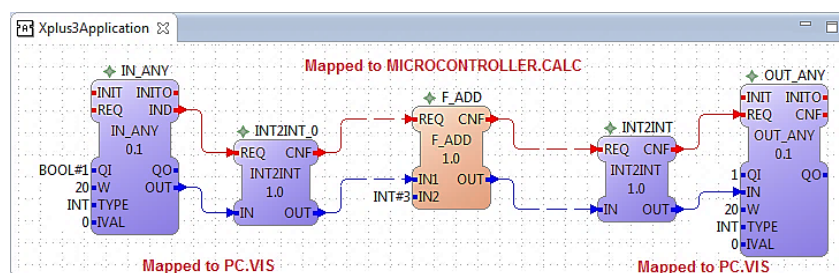 Xplus3Application
Mapped to MICROCONTROLLER.CALC
IN_ANY
INIT INITO
REQ IND
IN_ANY
0.1
BOOL#1 QI QO
20 W OUT
INT TYPE
0 IVAL
INT2INT_0
REQ CNF
INT2INT
1.0
IN OUT
F_ADD
REQ CNF
F_ADD
1.0
IN1 OUT
INT#3 IN2
INT2INT
REQ CNF
INT2INT
1.0
IN OUT
OUT_ANY
INIT INITO
REQ CNF
OUT_ANY
0.1
1 QI QO
IN
20 W
INT TYPE
0 IVAL
Mapped to PC.VIS
Mapped to PC.VIS